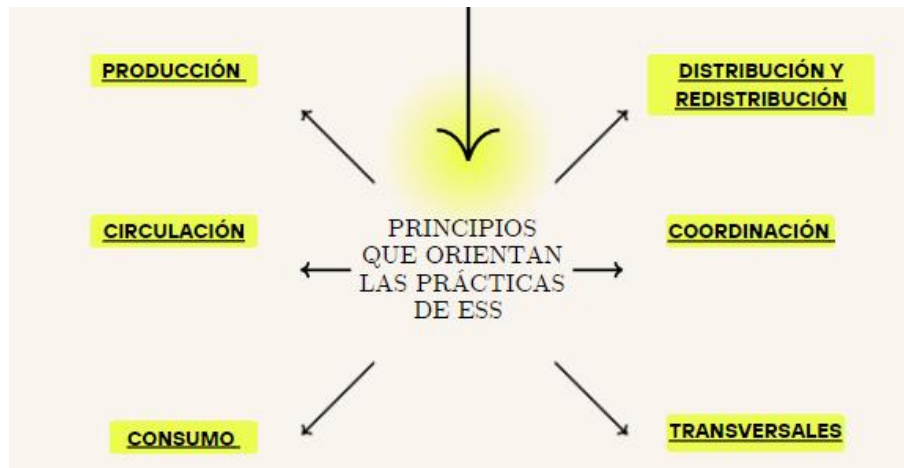 PRODUCCIÓN
DISTRIBUCIÓN Y
REDISTRIBUCIÓN
CIRCULACIÓN
PRINCIPIOS
QUE ORIENTAN
LAS PRÁCTICAS
DE ESS
COORDINACIÓN
CONSUMO
TRANSVERSALES